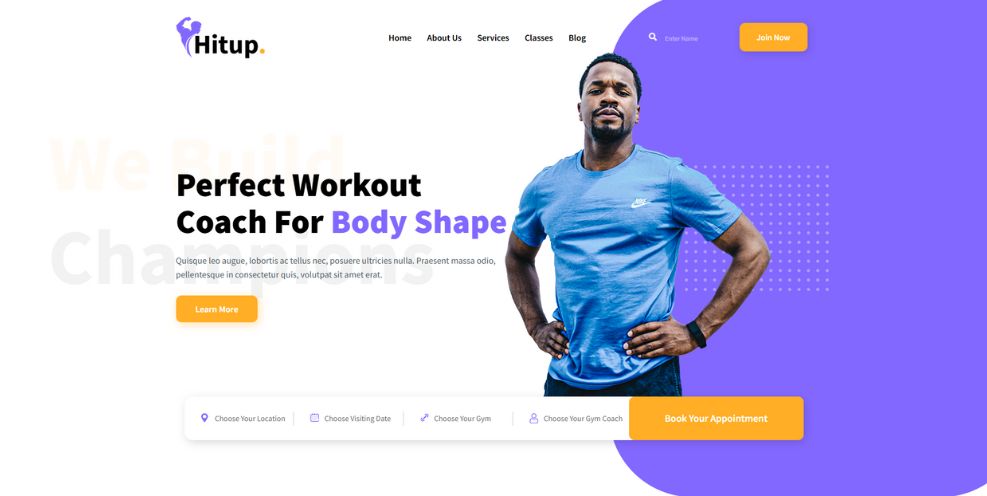 Hitup.
Home
About Us
Services
Classes
Blog
Enter Name
Join Now
We Build
Champions
Perfect Workout
Coach For Body Shape
Quisque leo augue, lobortis ac tellus nec, posuere ultricies nulla. Praesent massa odio,
pellentesque in consectetur quis, volutpat sit amet erat.
Learn More
Choose Your Location
Choose Visiting Date
Choose Your Gym
Choose Your Gym Coach
Book Your Appointment